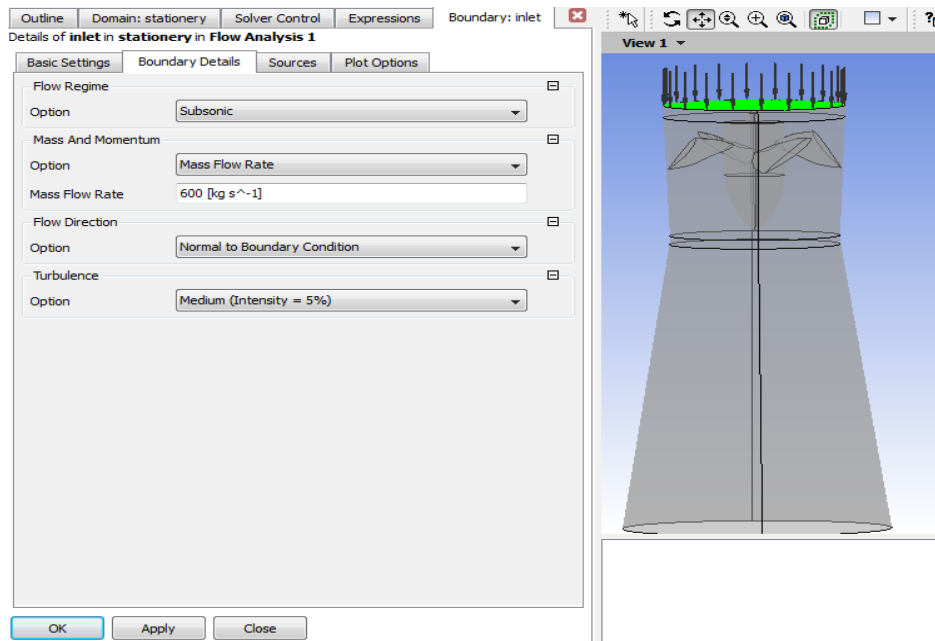 Outline Domain: stationery Solver Control Expressions Boundary: inlet
Details of inlet in stationery in Flow Analysis 1
Basic Settings Boundary Details Sources Plot Options
Flow Regime
Option Subsonic
Mass And Momentum
Option Mass Flow Rate
Mass Flow Rate 600 [kg s^-1]
Flow Direction
Option Normal to Boundary Condition
Turbulence
Option Medium (Intensity = 5%)
OK Apply Close
View 1